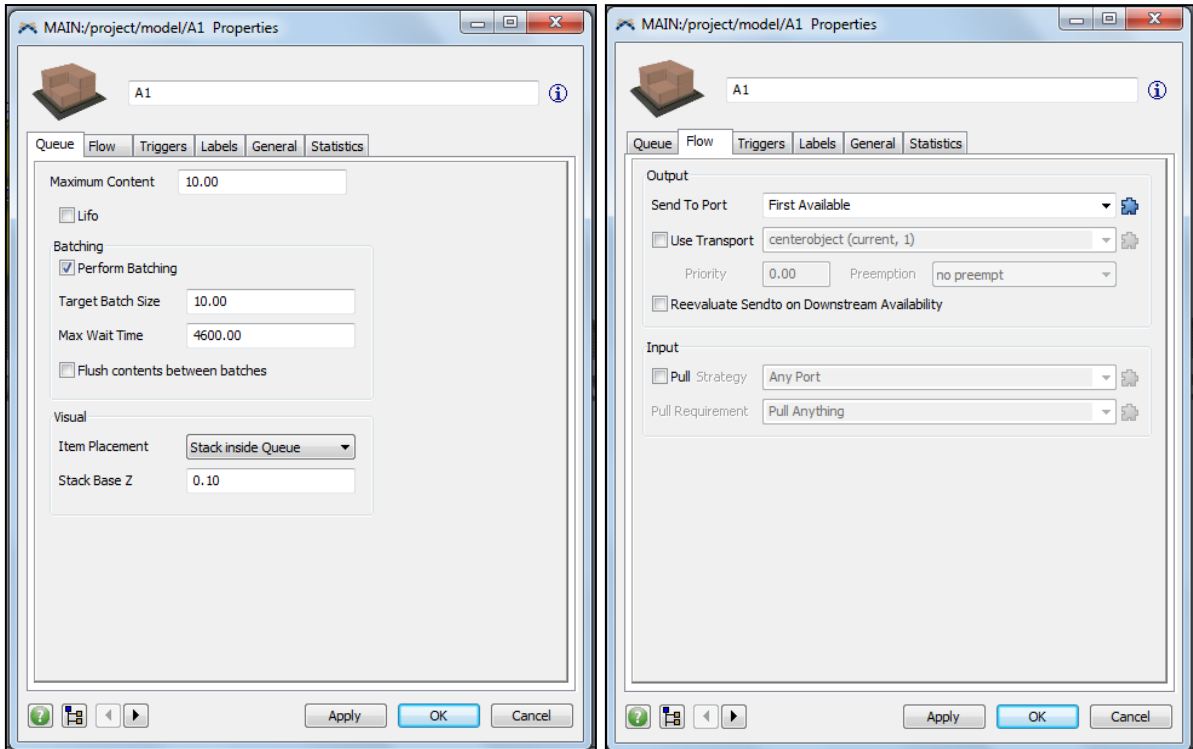 MAIN:/project/model/A1 Properties
A1
Queue Flow Triggers Labels General Statistics
Maximum Content 10.00
Lifo
Batching
Perform Batching
Target Batch Size 10.00
Max Wait Time 4600.00
Flush contents between batches
Visual
Item Placement Stack inside Queue
Stack Base Z 0.10
Apply OK Cancel
MAIN:/project/model/A1 Properties
A1
Queue Flow Triggers Labels General Statistics
Output
Send To Port First Available
Use Transport centerobject (current, 1)
Priority 0.00 Preemption no preempt
Reevaluate Sendto on Downstream Availability
Input
Pull Strategy Any Port
Pull Requirement Pull Anything
Apply OK Cancel